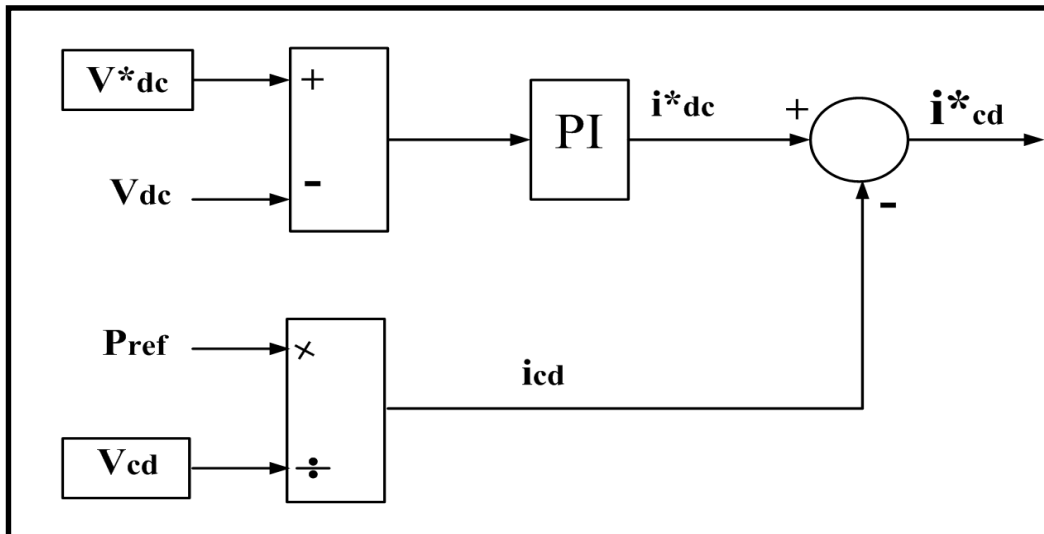 V*dc
+
Vdc
-
PI
i*dc
+
-
i*cd
Pref
×
Vcd
÷
icd